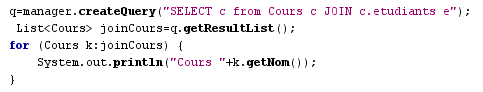 q=manager.createQuery("SELECT c from Cours c JOIN c.etudiants e");
List<Cours> joinCours=q.getResultList();
for (Cours k:joinCours) {
System.out.println("Cours "+k.getNom());
}